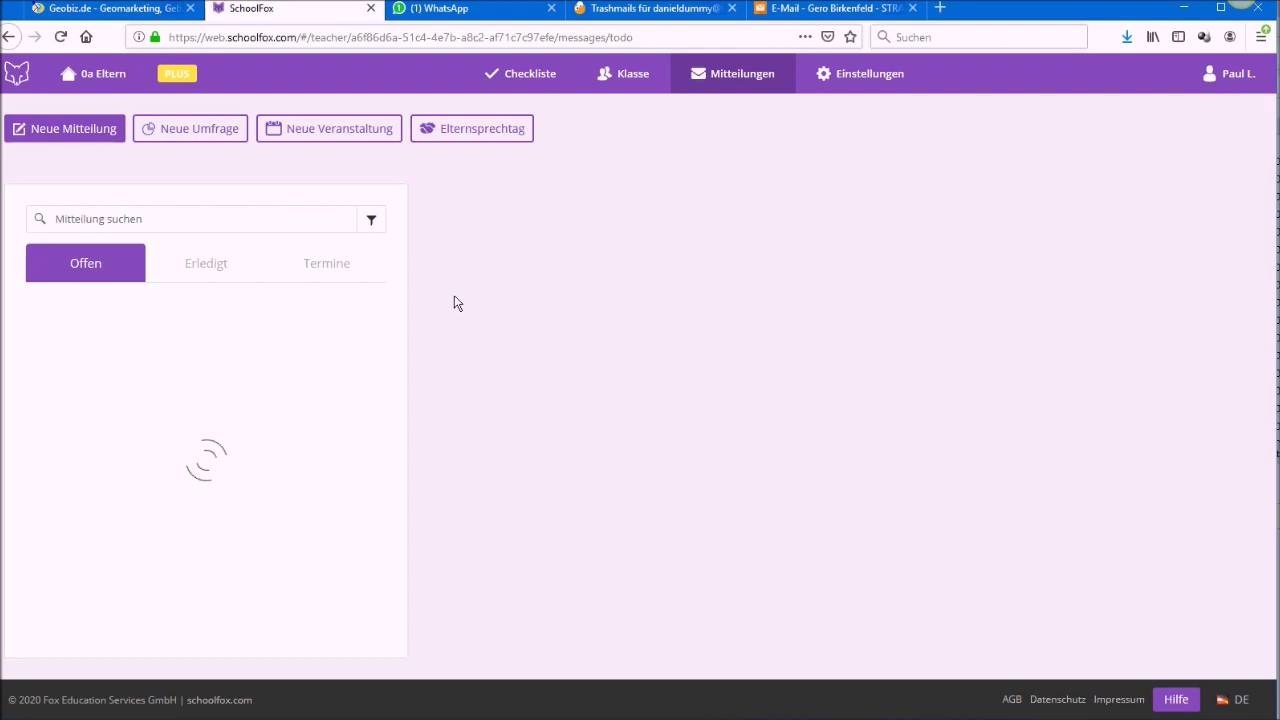 Geobiz.de - Geomarketing, Gel
SchoolFox
(1) WhatsApp
Trashmails für danieldummy@
E-Mail - Gero Birkenfeld - STRA
https://web.schoolfox.com/#/teacher/a6f86d6a-51c4-4e7b-a8c2-af71c7c97efe/messages/todo
Suchen
0a Eltern
PLUS
Checkliste
Klasse
Mitteilungen
Einstellungen
Paul L.
Neue Mitteilung
Neue Umfrage
Neue Veranstaltung
Elternsprechtag
Mitteilung suchen
Offen
Erledigt
Termine
© 2020 Fox Education Services GmbH | schoolfox.com
AGB
Datenschutz
Impressum
Hilfe
DE